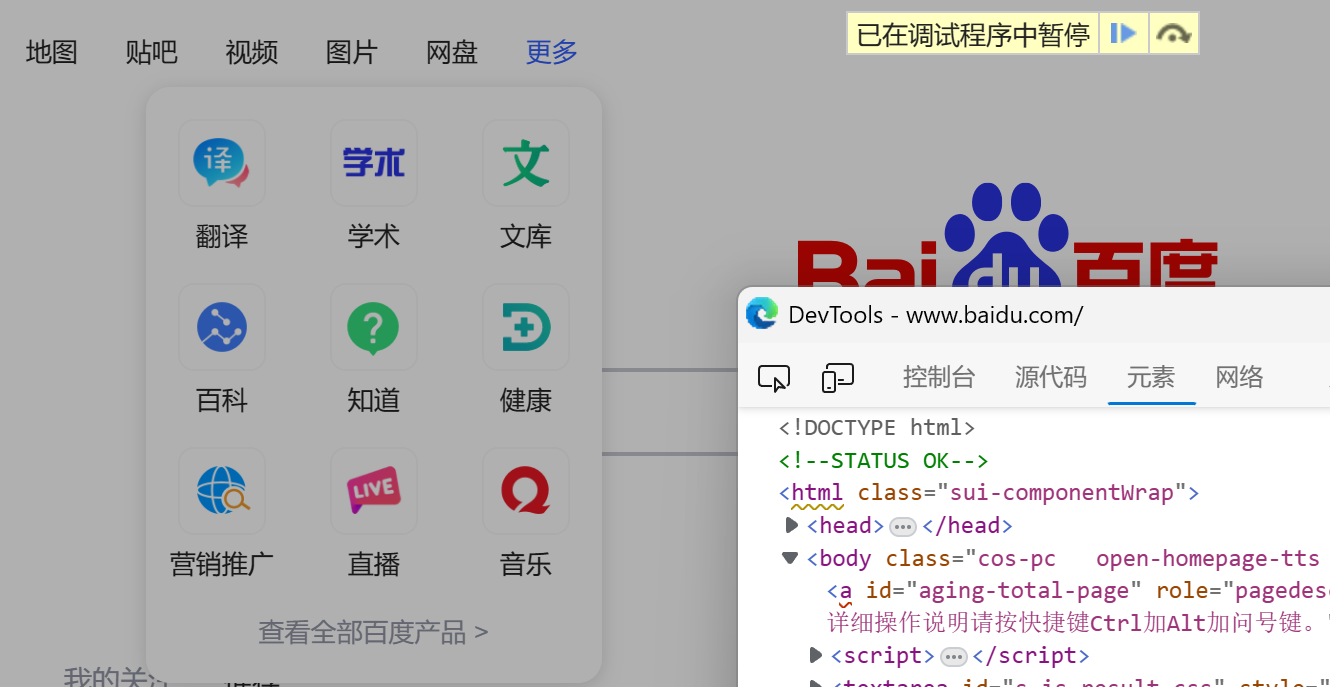 地图 贴吧 视频 图片 网盘 更多
已在调试程序中暂停
译 学术 文
翻译 学术 文库
百科 知道 健康
LIVE
营销推广 直播 音乐
查看全部百度产品 >
我的关注
Bai du 百度
DevTools - www.baidu.com/
控制台 源代码 元素 网络
<!DOCTYPE html>
<!--STATUS OK-->
<html class="sui-componentWrap">
<head>…</head>
<body class="cos-pc   open-homepage-tts
<a id="aging-total-page" role="pagedes
详细操作说明请按快捷键Ctrl加Alt加问号键。"
<script>…</script>
<textarea id="s_is_result_css" style="